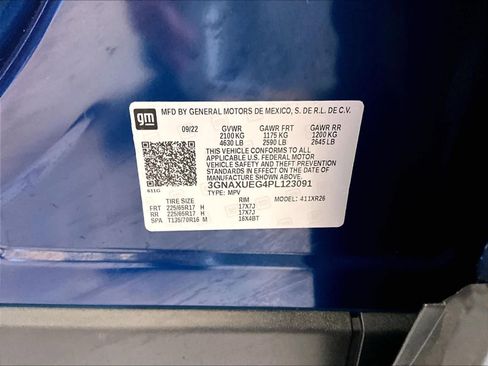 gm
MFD BY GENERAL MOTORS DE MEXICO, S. DE R.L. DE C.V.
09/22 GVWR GAWR FRT GAWR RR
2100 KG 1175 KG 1200 KG
4630 LB 2590 LB 2645 LB
THIS VEHICLE CONFORMS TO ALL
APPLICABLE U.S. FEDERAL MOTOR
VEHICLE SAFETY AND THEFT PREVENTION
STANDARDS IN EFFECT ON THE DATE OF
MANUFACTURE SHOWN ABOVE.
3GNAXUEG4PL123091
TYPE: MPV
TIRE SIZE RIM MODEL: 411XR26
FRT 225/65R17 H 17X7J
RR 225/65R17 H 17X7J
SPA T135/70R16 M 16X4BT